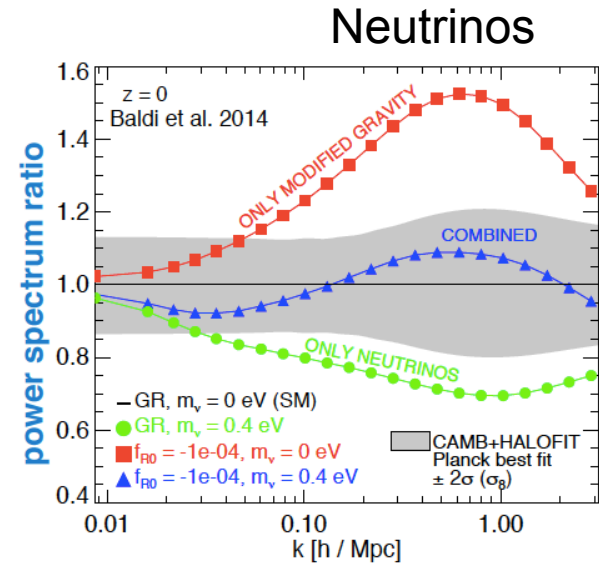 Neutrinos
z = 0
Baldi et al. 2014
ONLY MODIFIED GRAVITY
COMBINED
ONLY NEUTRINOS
GR, mν = 0 eV (SM)
GR, mν = 0.4 eV
fR0 = -1e-04, mν = 0 eV
fR0 = -1e-04, mν = 0.4 eV
CAMB+HALOFIT
Planck best fit
± 2σ (σ8)
power spectrum ratio
1.6
1.4
1.2
1.0
0.8
0.6
0.4
0.01
0.10
1.00
k [h / Mpc]